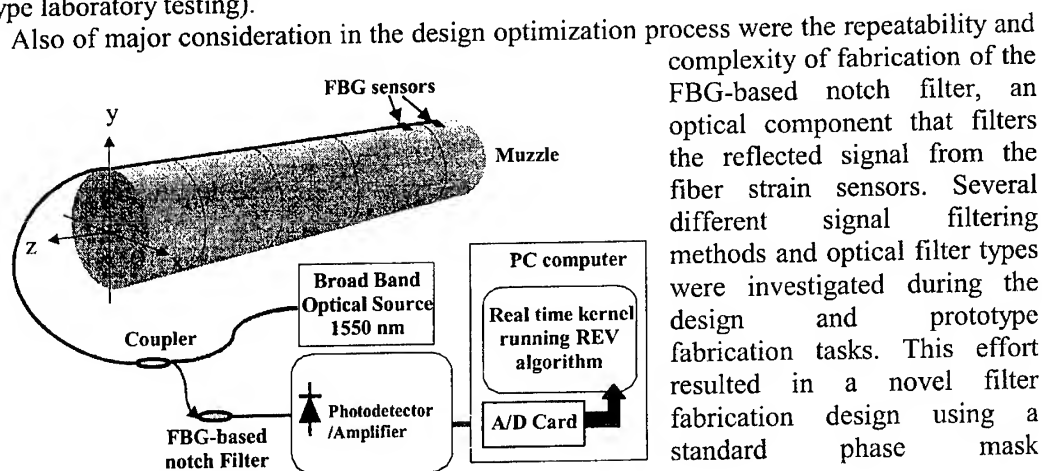 ype laboratory testing).
Also of major consideration in the design optimization process were the repeatability and
complexity of fabrication of the
FBG-based notch filter, an
optical component that filters
the reflected signal from the
fiber strain sensors. Several
different signal filtering
methods and optical filter types
were investigated during the
design and prototype
fabrication tasks. This effort
resulted in a novel filter
fabrication design using a
standard phase mask
FBG sensors
y
Muzzle
z
x
Broad Band
Optical Source
1550 nm
Coupler
PC computer
Real time kernel
running REV
algorithm
Photodetector
/Amplifier
A/D Card
FBG-based
notch Filter